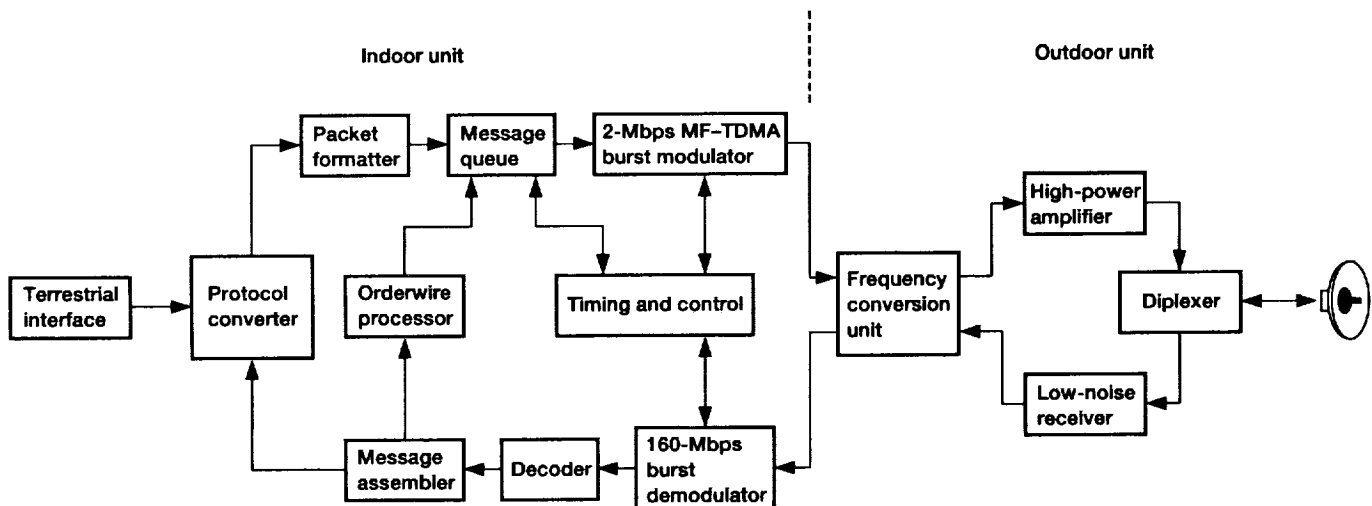 Indoor unit
Outdoor unit
Packet
formatter
Message
queue
2-Mbps MF–TDMA
burst modulator
High-power
amplifier
Terrestrial
interface
Protocol
converter
Orderwire
processor
Timing and control
Frequency
conversion
unit
Diplexer
Low-noise
receiver
Message
assembler
Decoder
160-Mbps
burst
demodulator